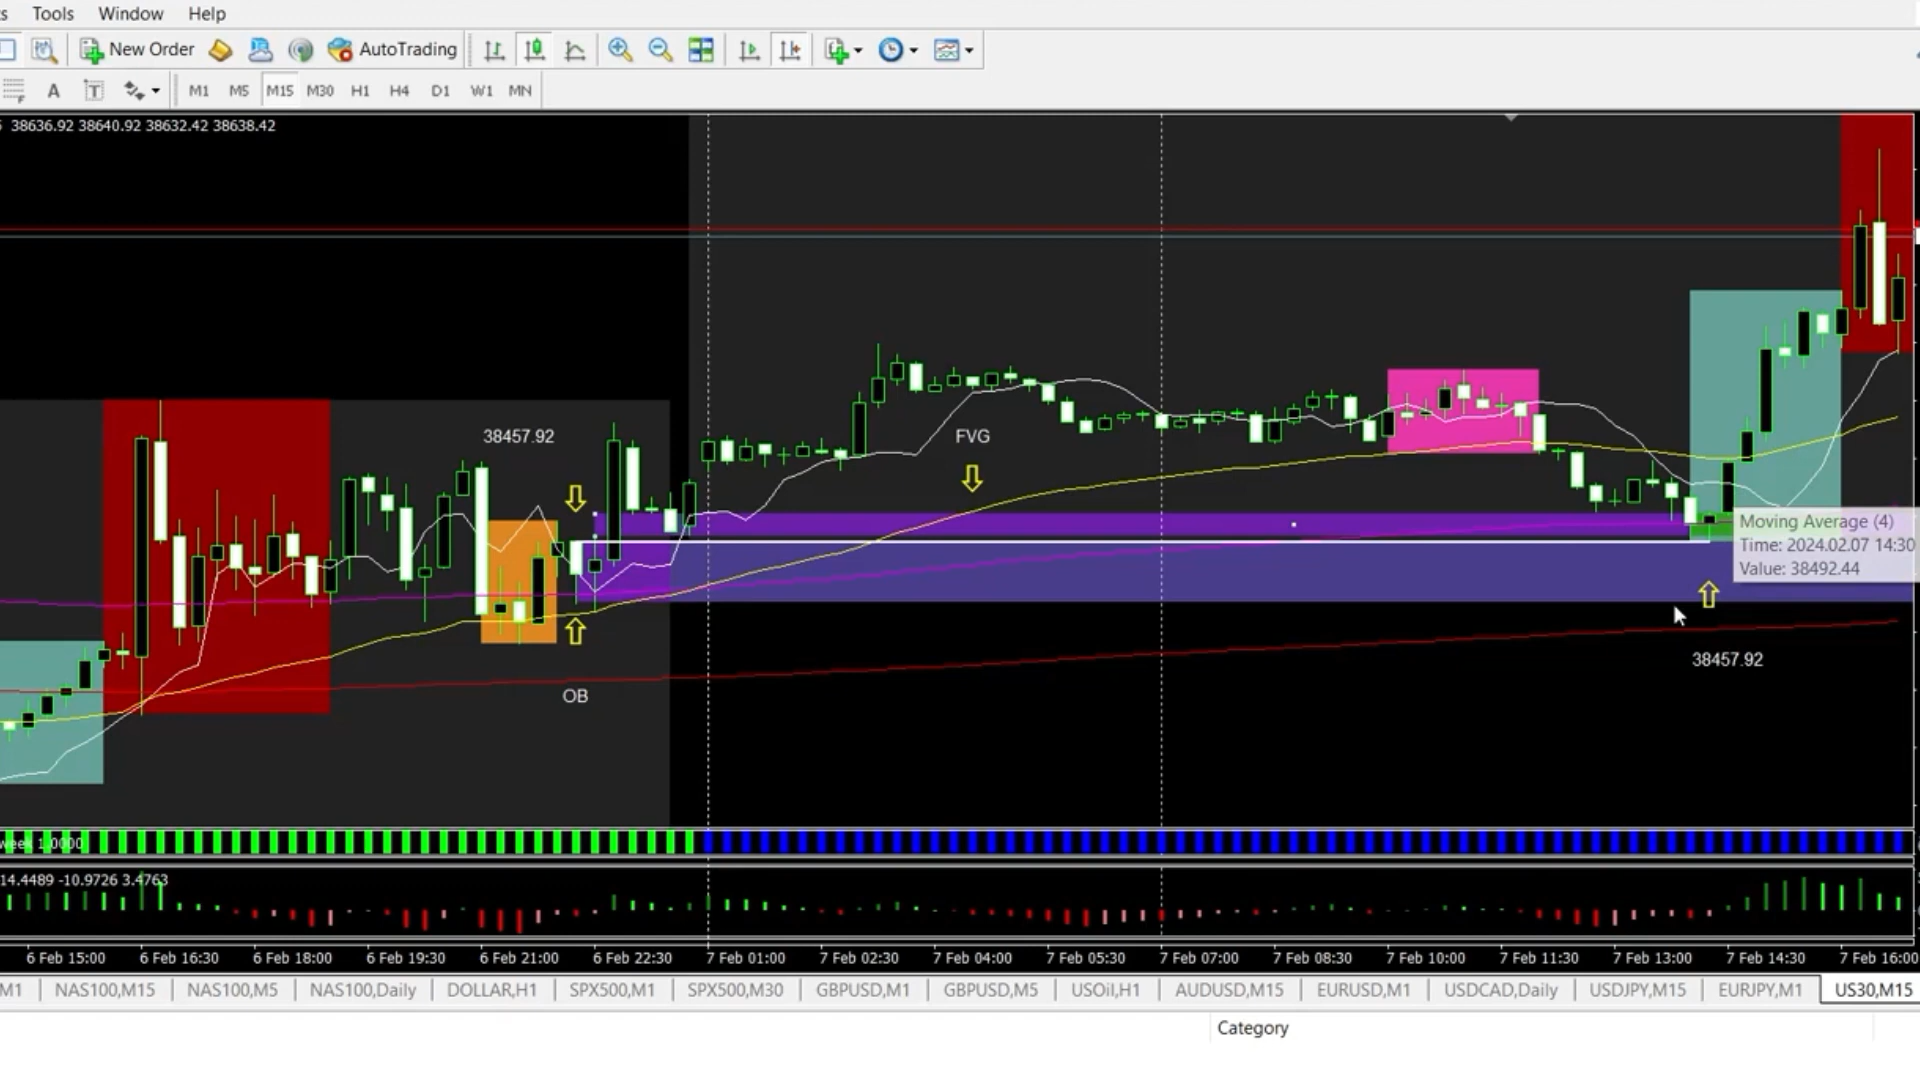 Tools Window Help
New Order AutoTrading
A T M1 M5 M15 M30 H1 H4 D1 W1 MN
38636.92 38640.92 38632.42 38638.42
38457.92
FVG
Moving Average (4)
Time: 2024.02.07 14:30
Value: 38492.44
38457.92
OB
week 1.0000
14.4489 -10.9726 3.4763
6 Feb 15:00 6 Feb 16:30 6 Feb 18:00 6 Feb 19:30 6 Feb 21:00 6 Feb 22:30 7 Feb 01:00 7 Feb 02:30 7 Feb 04:00 7 Feb 05:30 7 Feb 07:00 7 Feb 08:30 7 Feb 10:00 7 Feb 11:30 7 Feb 13:00 7 Feb 14:30 7 Feb 16:00
M1 NAS100,M15 NAS100,M5 NAS100,Daily DOLLAR,H1 SPX500,M1 SPX500,M30 GBPUSD,M1 GBPUSD,M5 USOil,H1 AUDUSD,M15 EURUSD,M1 USDCAD,Daily USDJPY,M15 EURJPY,M1 US30,M15
Category